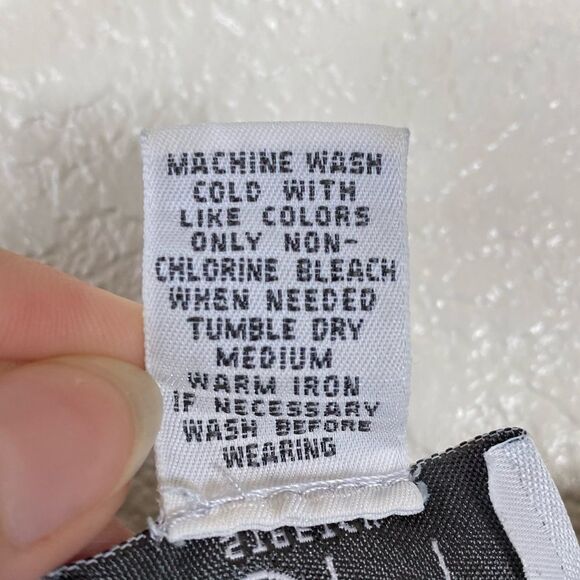 MACHINE WASH
COLD WITH
LIKE COLORS
ONLY NON-
CHLORINE BLEACH
WHEN NEEDED
TUMBLE DRY
MEDIUM
WARM IRON
IF NECESSARY
WASH BEFORE
WEARING